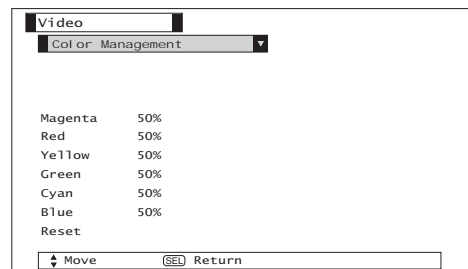 Video
Color Management
Magenta 50%
Red 50%
Yellow 50%
Green 50%
Cyan 50%
Blue 50%
Reset
Move SEL Return